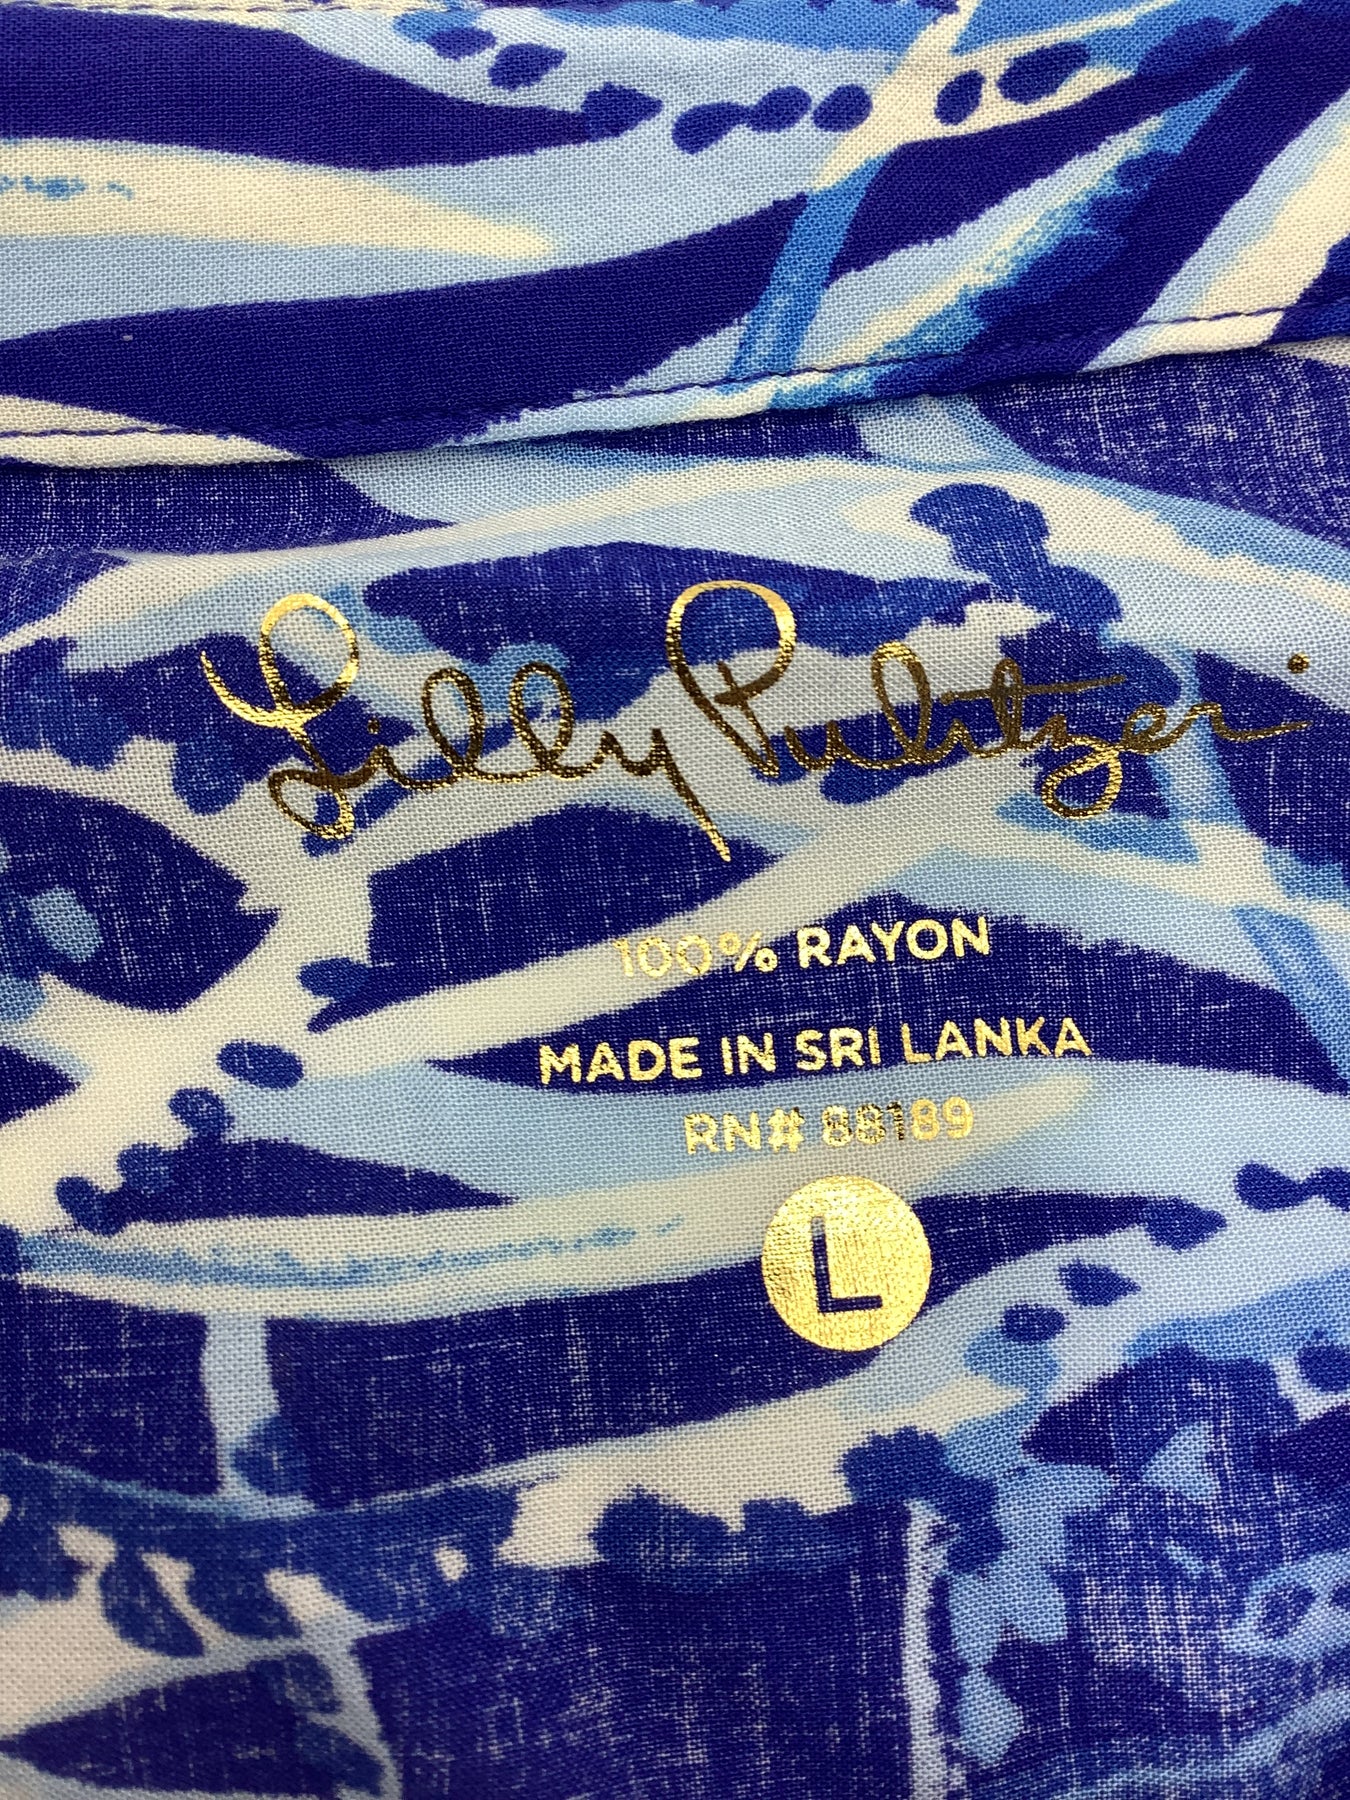 Lilly Pulitzer
100% RAYON
MADE IN SRI LANKA
RN# 88189
L